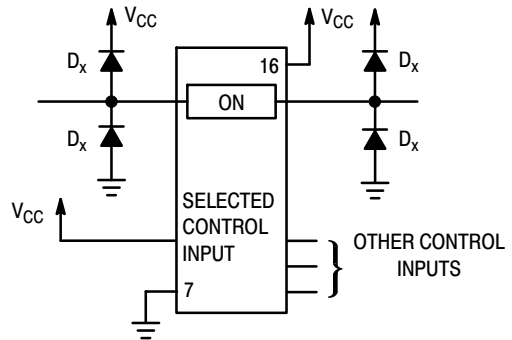 VCC
VCC
Dx
16
Dx
ON
Dx
Dx
VCC
SELECTED
CONTROL
INPUT
OTHER CONTROL
INPUTS
7